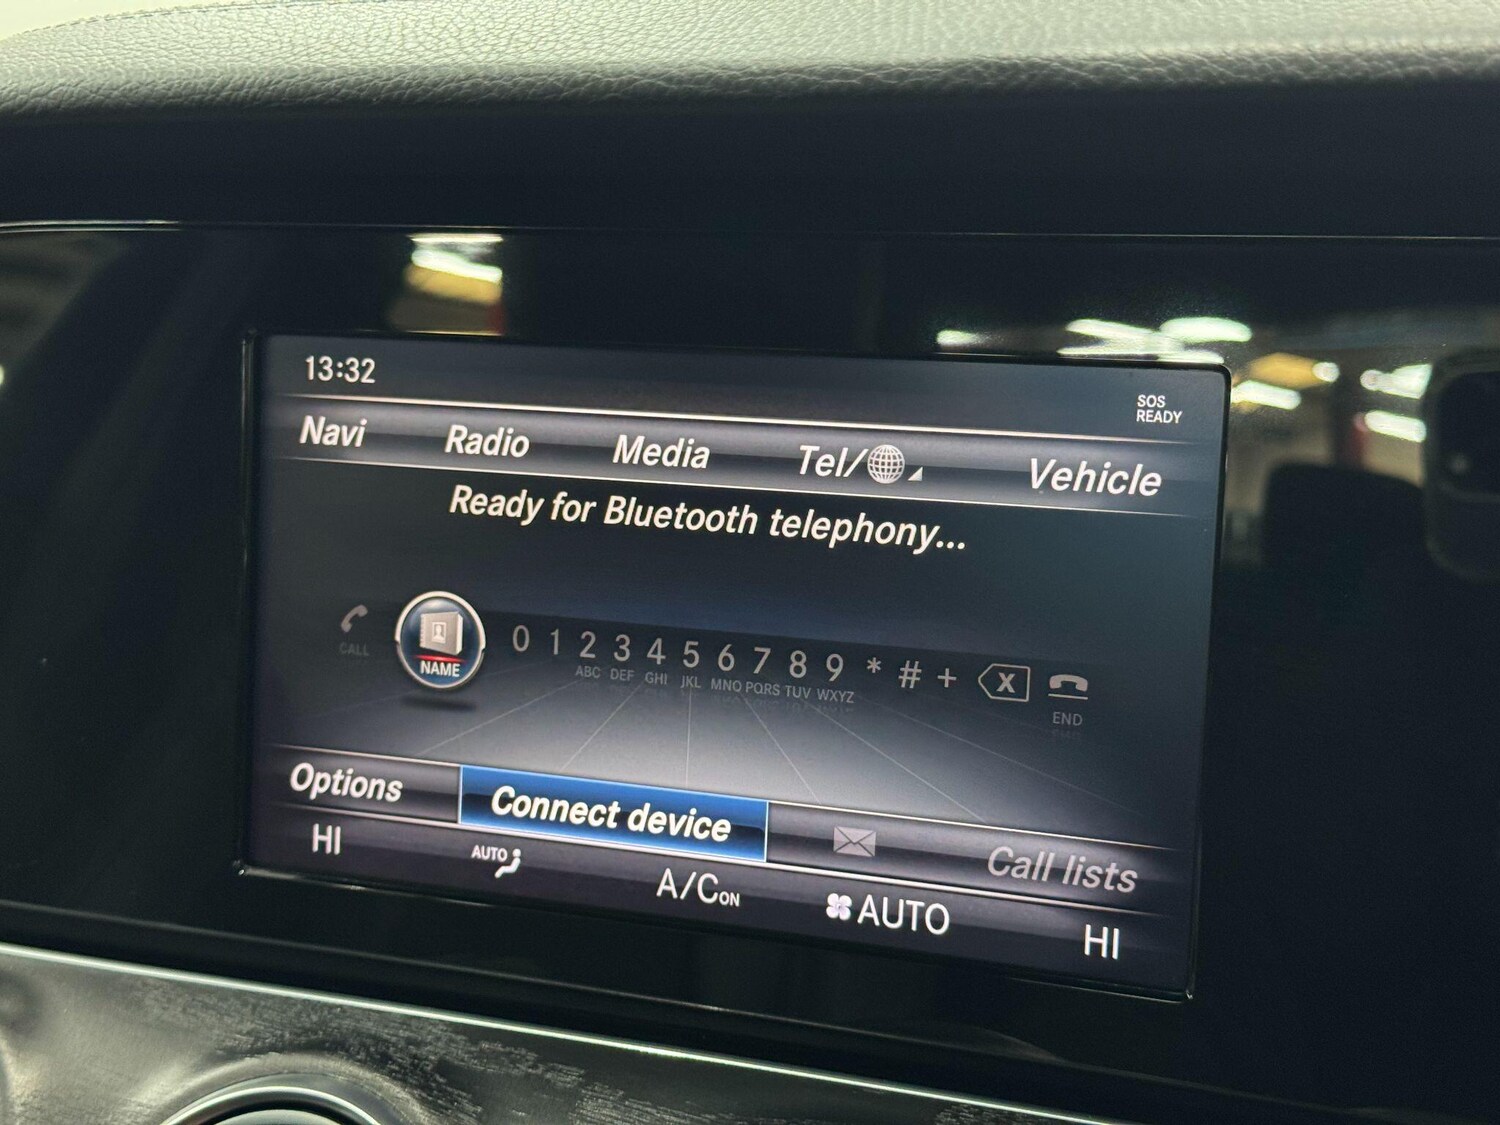 13:32
SOS
READY
Navi Radio Media Tel/ Vehicle
Ready for Bluetooth telephony...
CALL NAME 0 1 2 3 4 5 6 7 8 9 * # + X END
ABC DEF GHI JKL MNO PQRS TUV WXYZ
Options Connect device Call lists
HI AUTO A/C ON AUTO HI